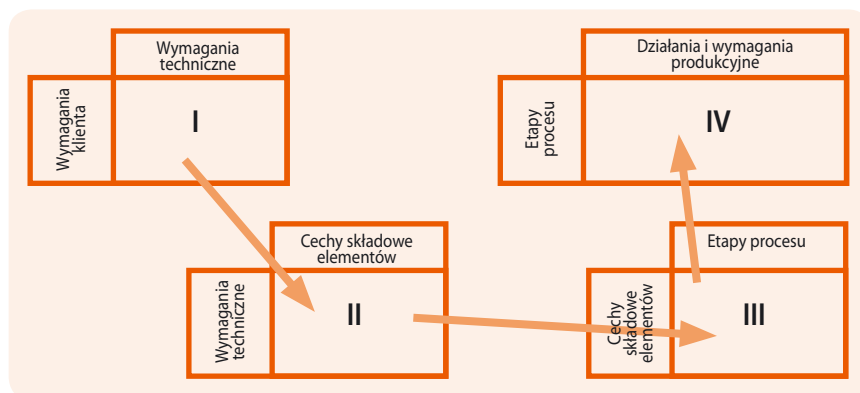 Wymagania
techniczne
Wymagania
klienta
I
Działania i wymagania
produkcyjne
Etapy
procesu
IV
Cechy składowe
elementów
Wymagania
techniczne
II
Etapy procesu
Cechy
składowe
elementów
III